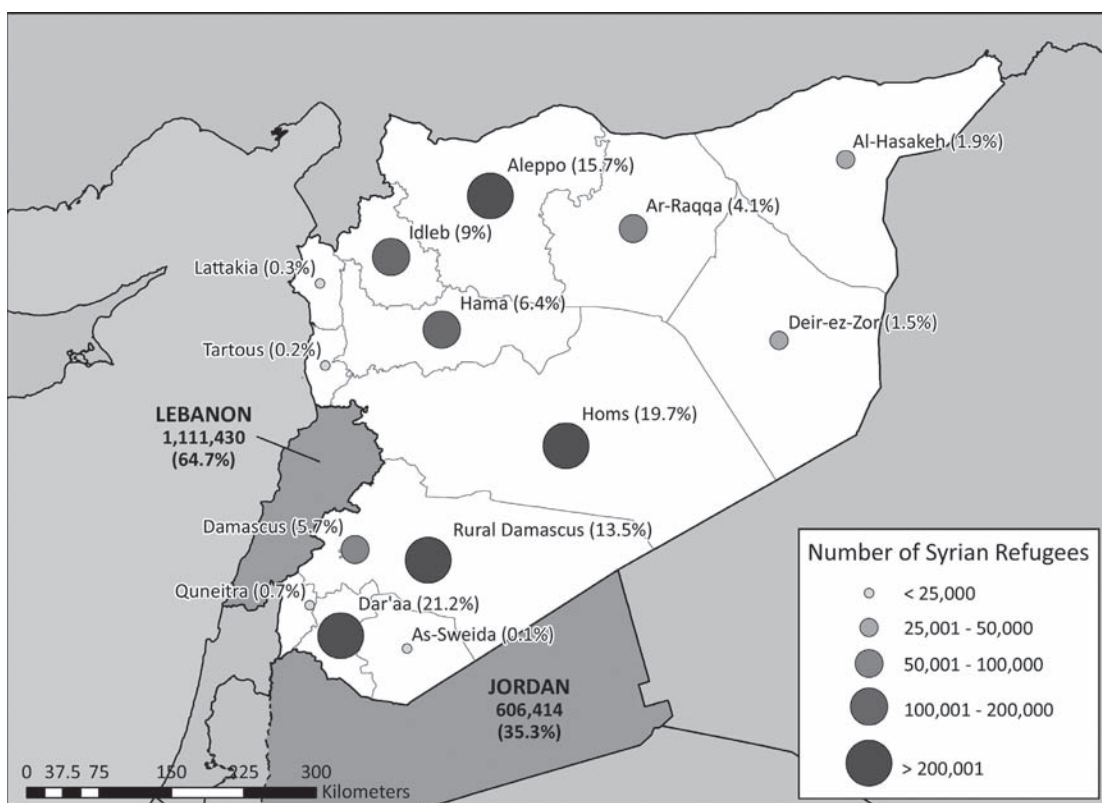 Al-Hasakeh (1.9%)
Aleppo (15.7%)
Ar-Raqqa (4.1%)
Idleb (9%)
Lattakia (0.3%)
Hama (6.4%)
Deir-ez-Zor (1.5%)
Tartous (0.2%)
LEBANON
1,111,430
(64.7%)
Homs (19.7%)
Damascus (5.7%)
Rural Damascus (13.5%)
Quneitra (0.7%)
Dar'aa (21.2%)
As-Sweida (0.1%)
JORDAN
606,414
(35.3%)
Number of Syrian Refugees
< 25,000
25,001 - 50,000
50,001 - 100,000
100,001 - 200,000
> 200,001
0 37.5 75 150 225 300
Kilometers